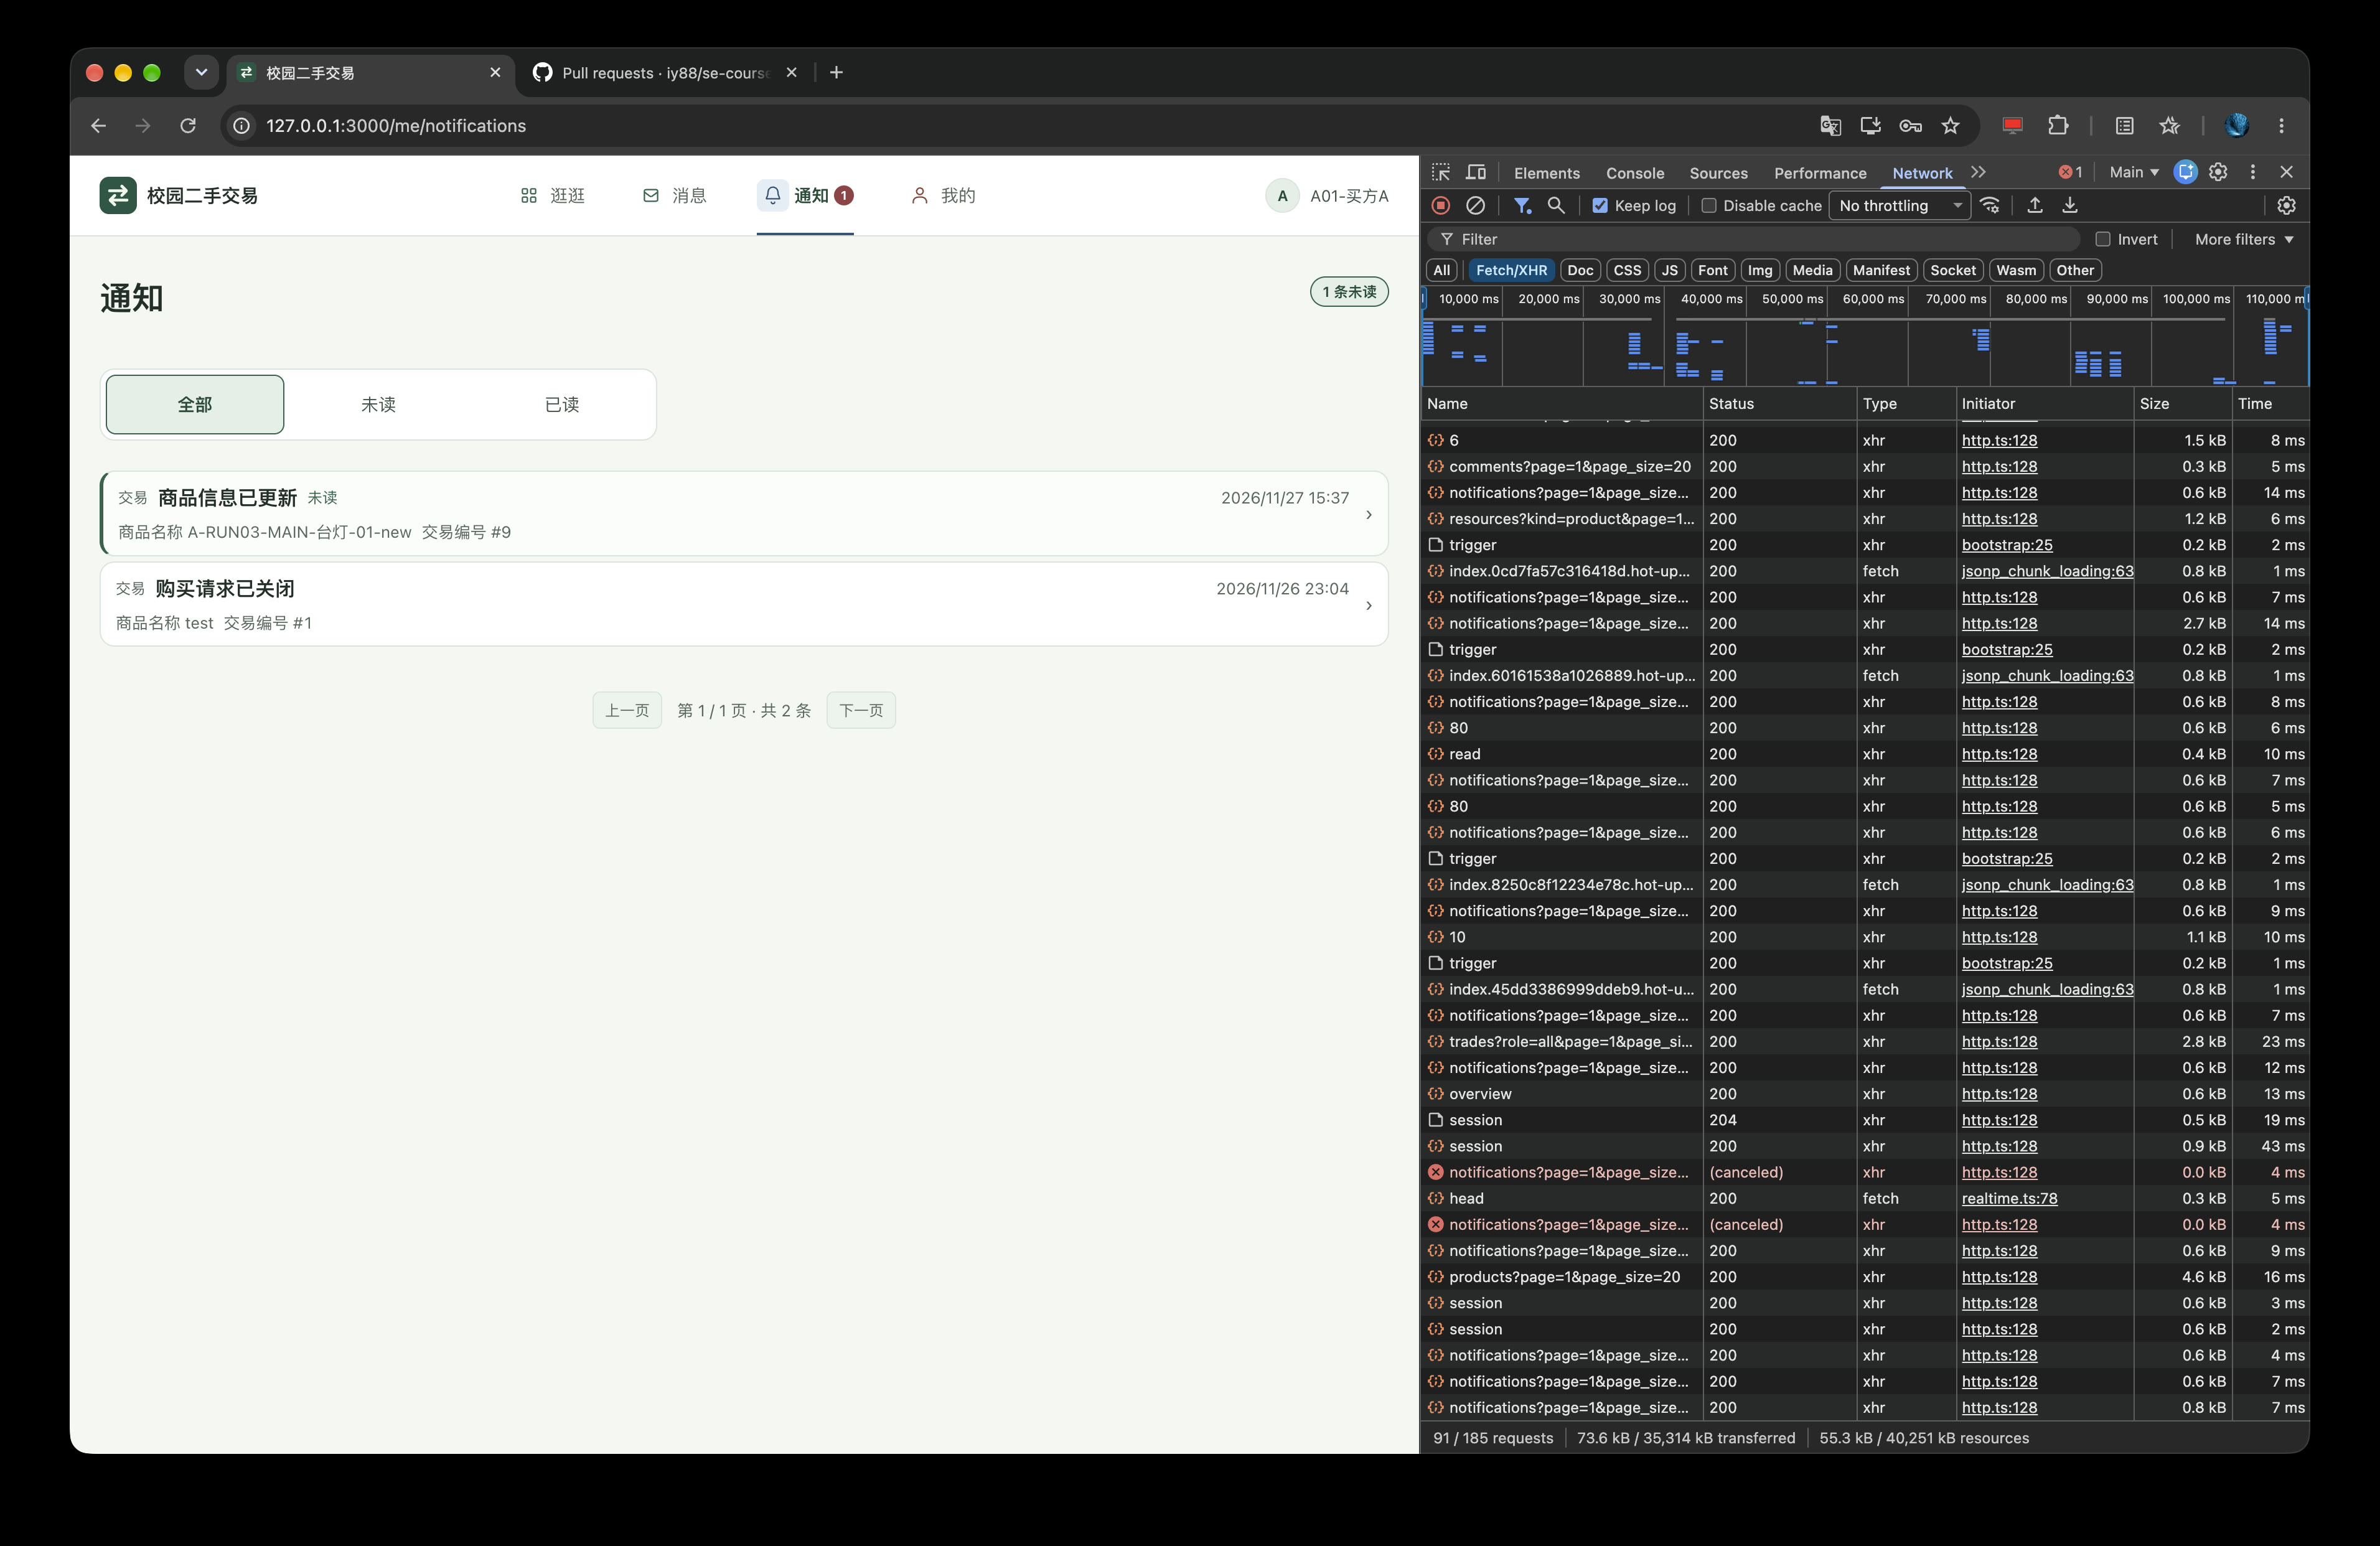 校园二手交易
Pull requests · iy88/se-course
127.0.0.1:3000/me/notifications
校园二手交易
逛逛
消息
通知 1
我的
A A01-买方A
通知
1 条未读
全部
未读
已读
交易 商品信息已更新 未读
2026/11/27 15:37
商品名称 A-RUN03-MAIN-台灯-01-new 交易编号 #9
交易 购买请求已关闭
2026/11/26 23:04
商品名称 test 交易编号 #1
上一页 第 1 / 1 页 · 共 2 条 下一页
Elements Console Sources Performance Network 1 Main
Keep log Disable cache No throttling
Filter Invert More filters
All Fetch/XHR Doc CSS JS Font Img Media Manifest Socket Wasm Other
10,000 ms 20,000 ms 30,000 ms 40,000 ms 50,000 ms 60,000 ms 70,000 ms 80,000 ms 90,000 ms 100,000 ms 110,000 m
Name Status Type Initiator Size Time
6 200 xhr http.ts:128 1.5 kB 8 ms
comments?page=1&page_size=20 200 xhr http.ts:128 0.3 kB 5 ms
notifications?page=1&page_size... 200 xhr http.ts:128 0.6 kB 14 ms
resources?kind=product&page=1... 200 xhr http.ts:128 1.2 kB 6 ms
trigger 200 xhr bootstrap:25 0.2 kB 2 ms
index.0cd7fa57c316418d.hot-up... 200 fetch jsonp_chunk_loading:63 0.8 kB 1 ms
notifications?page=1&page_size... 200 xhr http.ts:128 0.6 kB 7 ms
notifications?page=1&page_size... 200 xhr http.ts:128 2.7 kB 14 ms
trigger 200 xhr bootstrap:25 0.2 kB 2 ms
index.60161538a1026889.hot-up... 200 fetch jsonp_chunk_loading:63 0.8 kB 1 ms
notifications?page=1&page_size... 200 xhr http.ts:128 0.6 kB 8 ms
80 200 xhr http.ts:128 0.6 kB 6 ms
read 200 xhr http.ts:128 0.4 kB 10 ms
notifications?page=1&page_size... 200 xhr http.ts:128 0.6 kB 7 ms
80 200 xhr http.ts:128 0.6 kB 5 ms
notifications?page=1&page_size... 200 xhr http.ts:128 0.6 kB 6 ms
trigger 200 xhr bootstrap:25 0.2 kB 2 ms
index.8250c8f12234e78c.hot-up... 200 fetch jsonp_chunk_loading:63 0.8 kB 1 ms
notifications?page=1&page_size... 200 xhr http.ts:128 0.6 kB 9 ms
10 200 xhr http.ts:128 1.1 kB 10 ms
trigger 200 xhr bootstrap:25 0.2 kB 1 ms
index.45dd3386999ddeb9.hot-u... 200 fetch jsonp_chunk_loading:63 0.8 kB 1 ms
notifications?page=1&page_size... 200 xhr http.ts:128 0.6 kB 7 ms
trades?role=all&page=1&page_si... 200 xhr http.ts:128 2.8 kB 23 ms
notifications?page=1&page_size... 200 xhr http.ts:128 0.6 kB 12 ms
overview 200 xhr http.ts:128 0.6 kB 13 ms
session 204 xhr http.ts:128 0.5 kB 19 ms
session 200 xhr http.ts:128 0.9 kB 43 ms
notifications?page=1&page_size... (canceled) xhr http.ts:128 0.0 kB 4 ms
head 200 fetch realtime.ts:78 0.3 kB 5 ms
notifications?page=1&page_size... (canceled) xhr http.ts:128 0.0 kB 4 ms
notifications?page=1&page_size... 200 xhr http.ts:128 0.6 kB 9 ms
products?page=1&page_size=20 200 xhr http.ts:128 4.6 kB 16 ms
session 200 xhr http.ts:128 0.6 kB 3 ms
session 200 xhr http.ts:128 0.6 kB 2 ms
notifications?page=1&page_size... 200 xhr http.ts:128 0.6 kB 4 ms
notifications?page=1&page_size... 200 xhr http.ts:128 0.6 kB 7 ms
notifications?page=1&page_size... 200 xhr http.ts:128 0.8 kB 7 ms
91 / 185 requests 73.6 kB / 35,314 kB transferred 55.3 kB / 40,251 kB resources